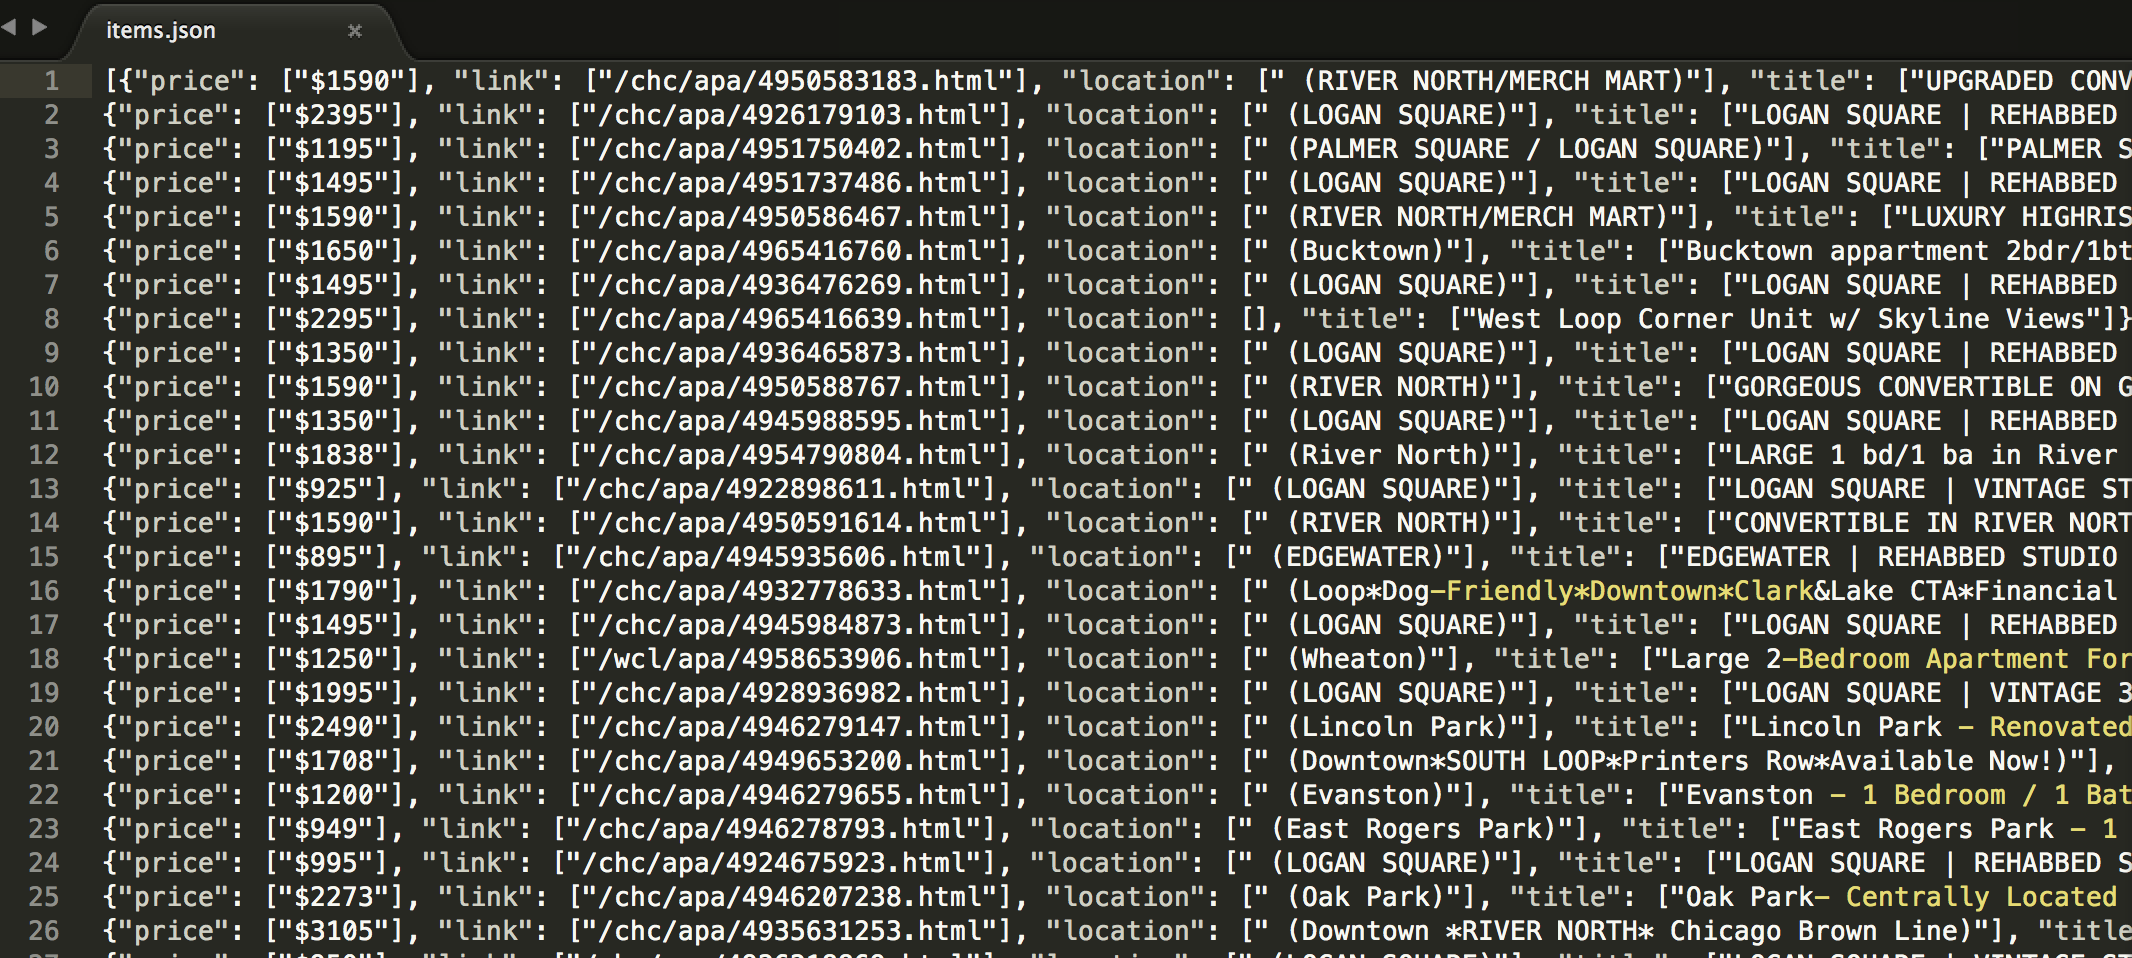 items.json ×
1 [{"price": ["$1590"], "link": ["/chc/apa/4950583183.html"], "location": [" (RIVER NORTH/MERCH MART)"], "title": ["UPGRADED CONV
2 {"price": ["$2395"], "link": ["/chc/apa/4926179103.html"], "location": [" (LOGAN SQUARE)"], "title": ["LOGAN SQUARE | REHABBED
3 {"price": ["$1195"], "link": ["/chc/apa/4951750402.html"], "location": [" (PALMER SQUARE / LOGAN SQUARE)"], "title": ["PALMER S
4 {"price": ["$1495"], "link": ["/chc/apa/4951737486.html"], "location": [" (LOGAN SQUARE)"], "title": ["LOGAN SQUARE | REHABBED
5 {"price": ["$1590"], "link": ["/chc/apa/4950586467.html"], "location": [" (RIVER NORTH/MERCH MART)"], "title": ["LUXURY HIGHRIS
6 {"price": ["$1650"], "link": ["/chc/apa/4965416760.html"], "location": [" (Bucktown)"], "title": ["Bucktown appartment 2bdr/1bt
7 {"price": ["$1495"], "link": ["/chc/apa/4936476269.html"], "location": [" (LOGAN SQUARE)"], "title": ["LOGAN SQUARE | REHABBED
8 {"price": ["$2295"], "link": ["/chc/apa/4965416639.html"], "location": [], "title": ["West Loop Corner Unit w/ Skyline Views"]}
9 {"price": ["$1350"], "link": ["/chc/apa/4936465873.html"], "location": [" (LOGAN SQUARE)"], "title": ["LOGAN SQUARE | REHABBED
10 {"price": ["$1590"], "link": ["/chc/apa/4950588767.html"], "location": [" (RIVER NORTH)"], "title": ["GORGEOUS CONVERTIBLE ON G
11 {"price": ["$1350"], "link": ["/chc/apa/4945988595.html"], "location": [" (LOGAN SQUARE)"], "title": ["LOGAN SQUARE | REHABBED
12 {"price": ["$1838"], "link": ["/chc/apa/4954790804.html"], "location": [" (River North)"], "title": ["LARGE 1 bd/1 ba in River
13 {"price": ["$925"], "link": ["/chc/apa/4922898611.html"], "location": [" (LOGAN SQUARE)"], "title": ["LOGAN SQUARE | VINTAGE ST
14 {"price": ["$1590"], "link": ["/chc/apa/4950591614.html"], "location": [" (RIVER NORTH)"], "title": ["CONVERTIBLE IN RIVER NORT
15 {"price": ["$895"], "link": ["/chc/apa/4945935606.html"], "location": [" (EDGEWATER)"], "title": ["EDGEWATER | REHABBED STUDIO
16 {"price": ["$1790"], "link": ["/chc/apa/4932778633.html"], "location": [" (Loop*Dog-Friendly*Downtown*Clark&Lake CTA*Financial
17 {"price": ["$1495"], "link": ["/chc/apa/4945984873.html"], "location": [" (LOGAN SQUARE)"], "title": ["LOGAN SQUARE | REHABBED
18 {"price": ["$1250"], "link": ["/wcl/apa/4958653906.html"], "location": [" (Wheaton)"], "title": ["Large 2-Bedroom Apartment For
19 {"price": ["$1995"], "link": ["/chc/apa/4928936982.html"], "location": [" (LOGAN SQUARE)"], "title": ["LOGAN SQUARE | VINTAGE 3
20 {"price": ["$2490"], "link": ["/chc/apa/4946279147.html"], "location": [" (Lincoln Park)"], "title": ["Lincoln Park - Renovated
21 {"price": ["$1708"], "link": ["/chc/apa/4949653200.html"], "location": [" (Downtown*SOUTH LOOP*Printers Row*Available Now!)"],
22 {"price": ["$1200"], "link": ["/chc/apa/4946279655.html"], "location": [" (Evanston)"], "title": ["Evanston - 1 Bedroom / 1 Bat
23 {"price": ["$949"], "link": ["/chc/apa/4946278793.html"], "location": [" (East Rogers Park)"], "title": ["East Rogers Park - 1
24 {"price": ["$995"], "link": ["/chc/apa/4924675923.html"], "location": [" (LOGAN SQUARE)"], "title": ["LOGAN SQUARE | REHABBED S
25 {"price": ["$2273"], "link": ["/chc/apa/4946207238.html"], "location": [" (Oak Park)"], "title": ["Oak Park- Centrally Located
26 {"price": ["$3105"], "link": ["/chc/apa/4935631253.html"], "location": [" (Downtown *RIVER NORTH* Chicago Brown Line)"], "title